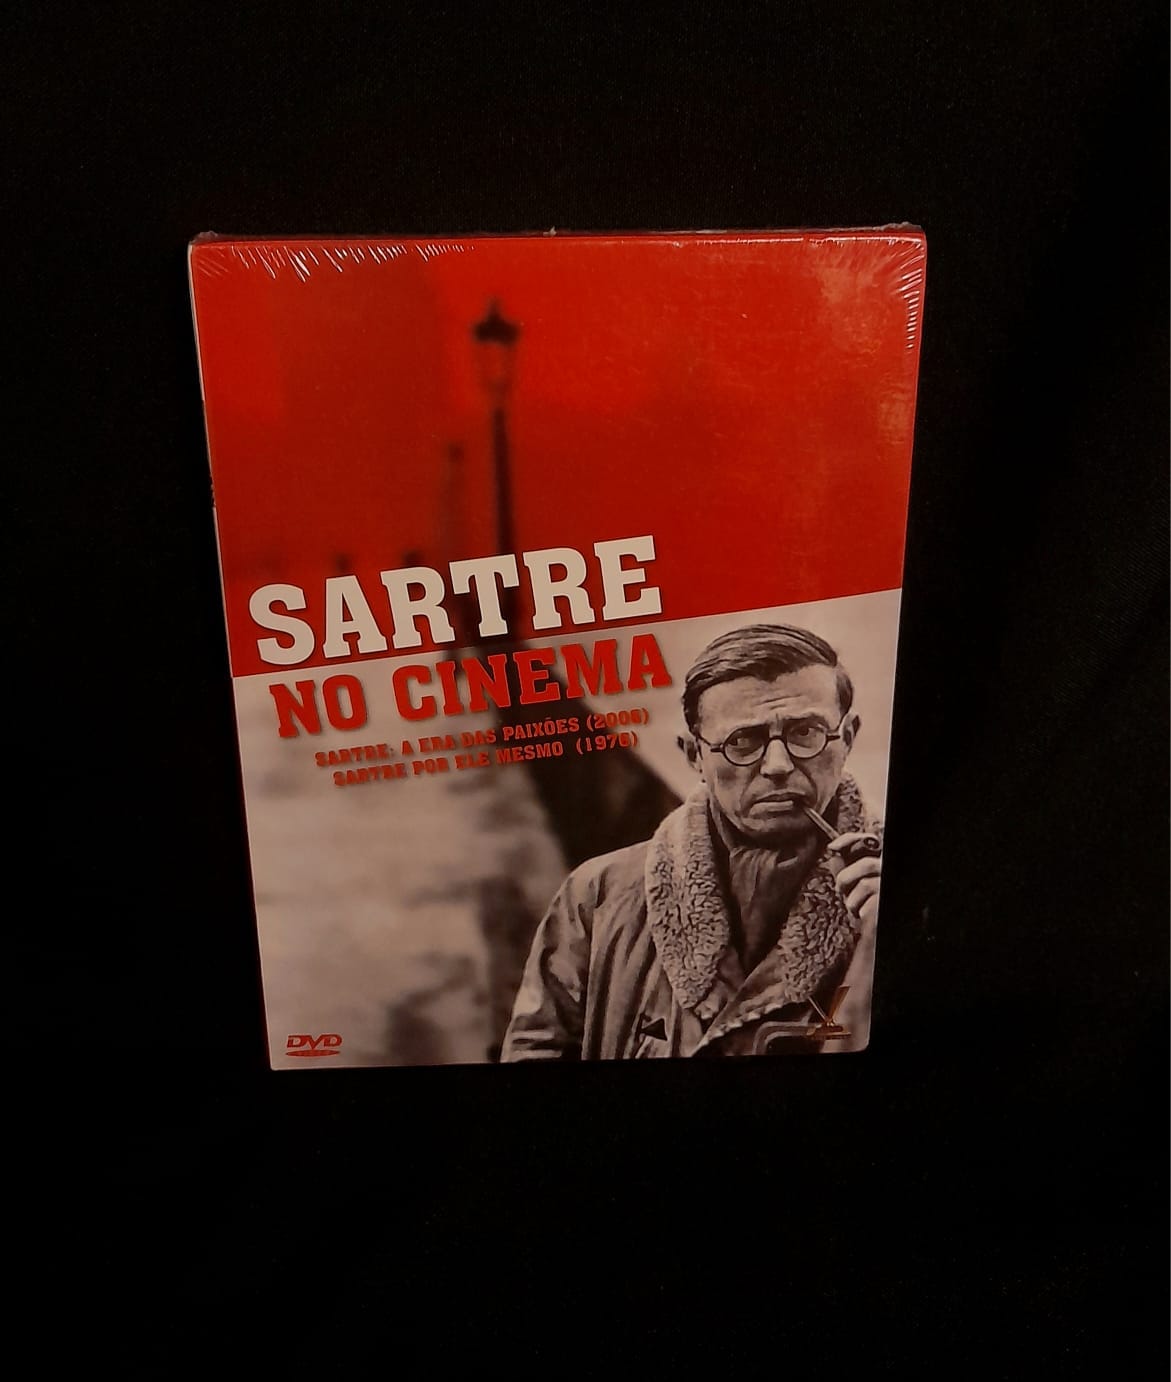 SARTRE
NO CINEMA
SARTRE: A ERA DAS PAIXÕES (2006)
SARTRE POR ELE MESMO (1976)
DVD